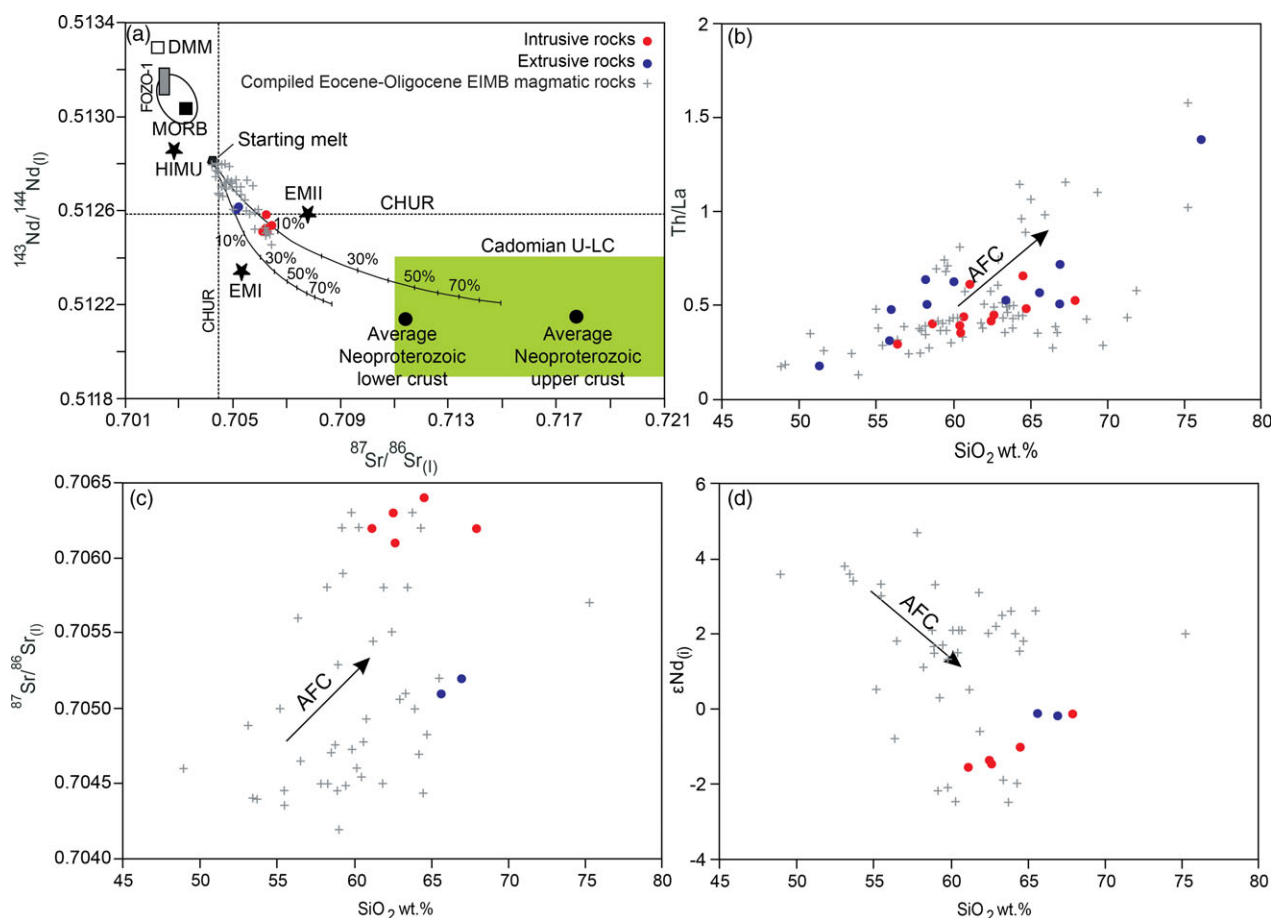 (a)
DMM
FOZO-1
MORB
HIMU
Starting melt
EMII
EMI
CHUR
CHUR
10%
30%
50%
70%
10%
30%
50%
70%
Cadomian U-LC
Average
Neoproterozoic
lower crust
Average
Neoproterozoic
upper crust
Intrusive rocks
Extrusive rocks
Compiled Eocene-Oligocene EIMB magmatic rocks
0.5134
0.5130
0.5126
0.5122
0.5118
143Nd/ 144Nd(I)
0.701
0.705
0.709
0.713
0.717
0.721
87Sr/86Sr(I)
(b)
AFC
2
1.5
1
0.5
0
Th/La
45
50
55
60
65
70
75
80
SiO2 wt.%
(c)
AFC
0.7065
0.7060
0.7055
0.7050
0.7045
0.7040
87Sr/86Sr(I)
45
50
55
60
65
70
75
80
SiO2 wt.%
(d)
AFC
6
4
2
0
-2
-4
εNd(i)
45
50
55
60
65
70
75
80
SiO2 wt.%